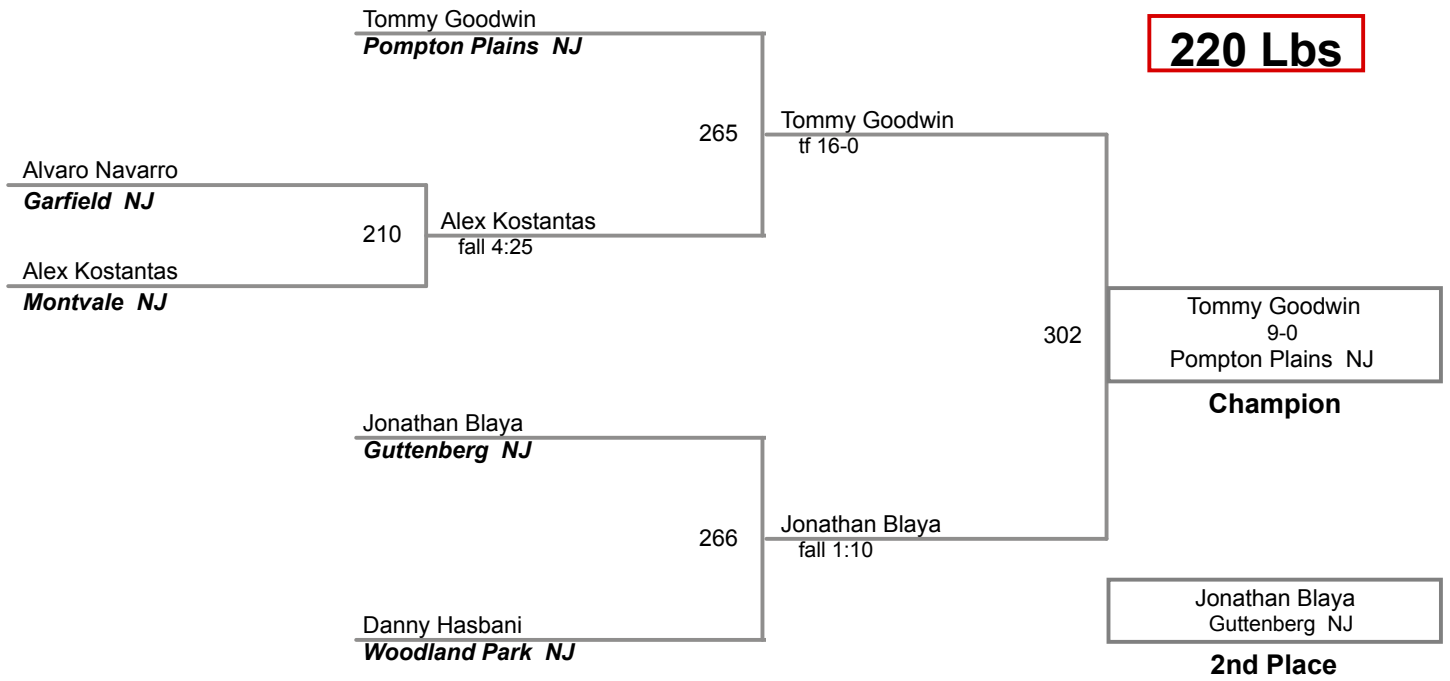 Tommy Goodwin
Pompton Plains NJ
220 Lbs
265
Tommy Goodwin
tf 16-0
Alvaro Navarro
Garfield NJ
210
Alex Kostantas
fall 4:25
Alex Kostantas
Montvale NJ
302
Tommy Goodwin
9-0
Pompton Plains NJ
Champion
Jonathan Blaya
Guttenberg NJ
266
Jonathan Blaya
fall 1:10
Danny Hasbani
Woodland Park NJ
Jonathan Blaya
Guttenberg NJ
2nd Place